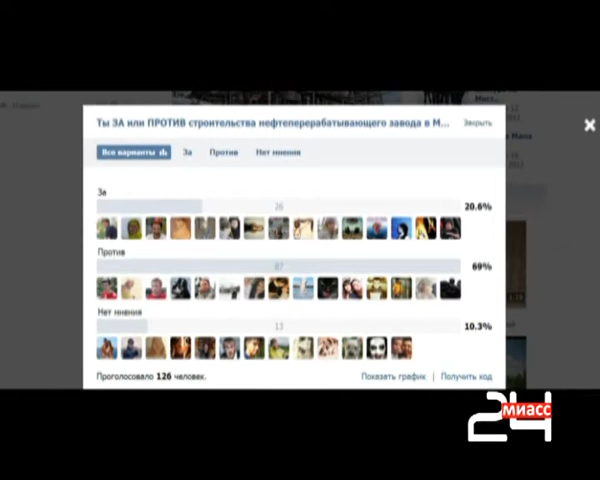 Ты ЗА или ПРОТИВ строительства нефтеперерабатывающего завода в М... Закрыть
Все варианты За Против Нет мнения
За
26 20.6%
Против
87 69%
Нет мнения
13 10.3%
Проголосовало 126 человек. Показать график | Получить код
24 МИАСС